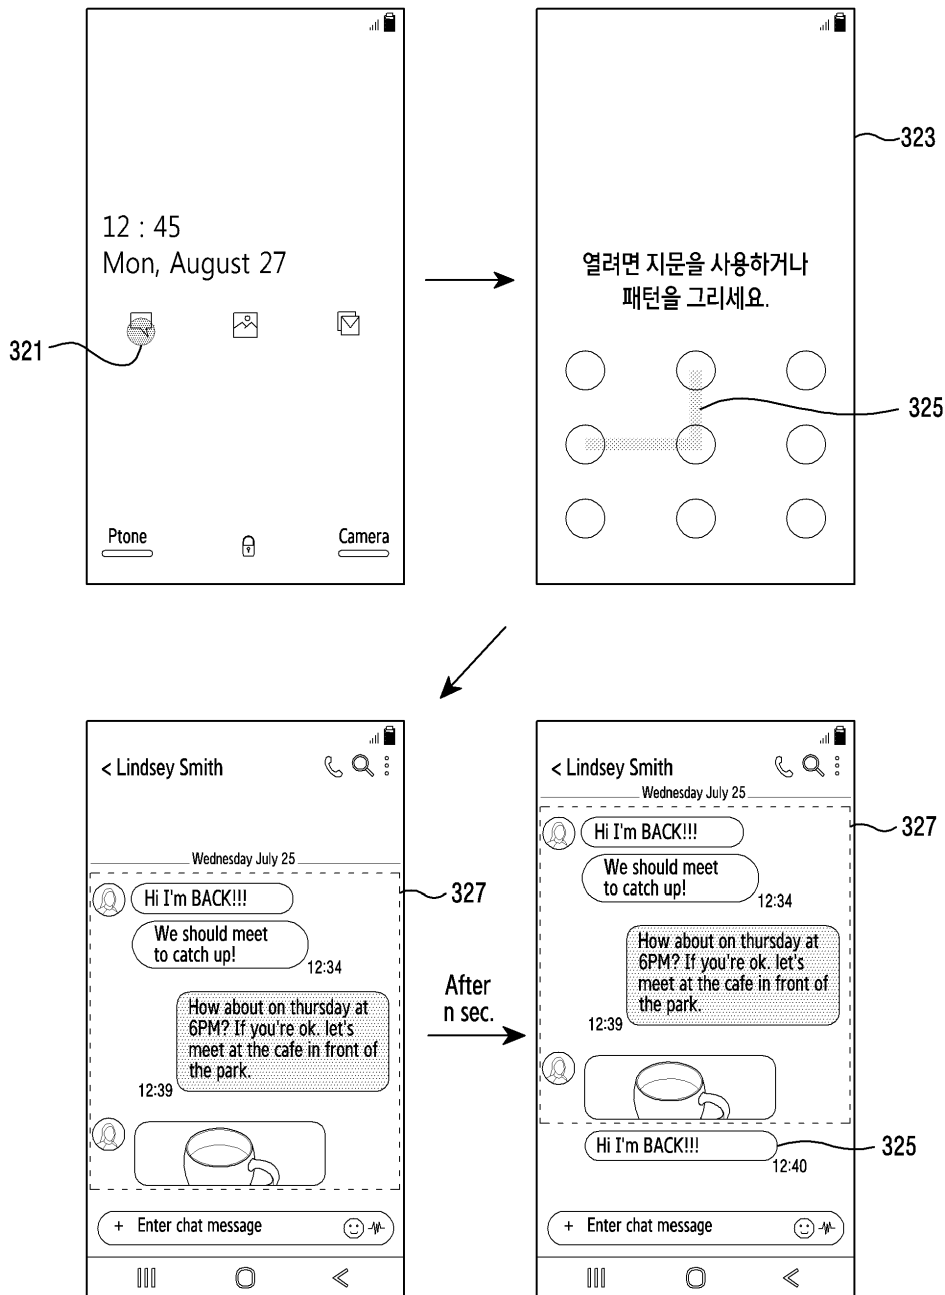 12 : 45
Mon, August 27
321
Ptone
Camera
323
열려면 지문을 사용하거나
패턴을 그리세요.
325
< Lindsey Smith
Wednesday July 25
327
Hi I'm BACK!!!
We should meet
to catch up!
12:34
How about on thursday at
6PM? If you're ok. let's
meet at the cafe in front of
the park.
12:39
+ Enter chat message
After
n sec.
< Lindsey Smith
Wednesday July 25
327
Hi I'm BACK!!!
We should meet
to catch up!
12:34
How about on thursday at
6PM? If you're ok. let's
meet at the cafe in front of
the park.
12:39
Hi I'm BACK!!!
325
12:40
+ Enter chat message